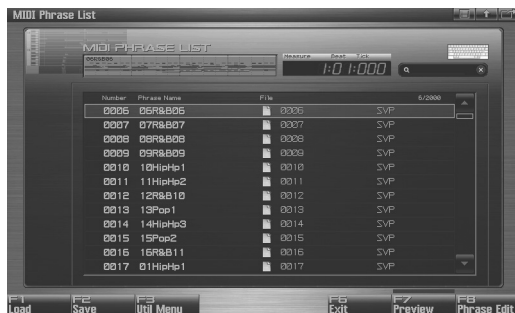 MIDI Phrase List
MIDI PHRASE LIST
06R&B06
Measure Beat Tick
1:01:000
Number Phrase Name File 6/2000
0006 06R&B06 0006 SVP
0007 07R&B07 0007 SVP
0008 08R&B08 0008 SVP
0009 09R&B09 0009 SVP
0010 10HipHp1 0010 SVP
0011 11HipHp2 0011 SVP
0012 12R&B10 0012 SVP
0013 13Pop1 0013 SVP
0014 14HipHp3 0014 SVP
0015 15Pop2 0015 SVP
0016 16R&B11 0016 SVP
0017 01HipHp1 0017 SVP
F1 F2 F3 F6 F7 F8
Load Save Util Menu Exit Preview Phrase Edit